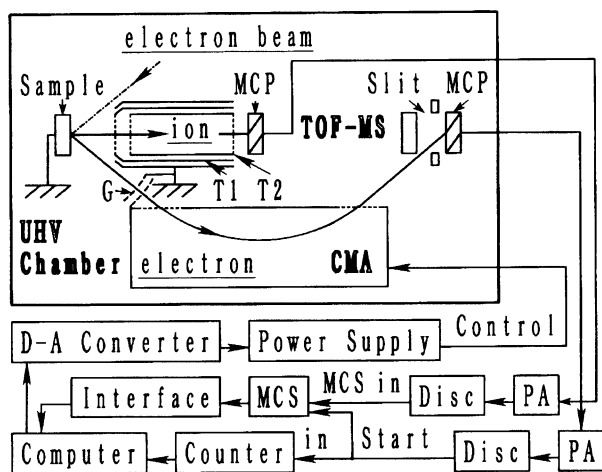 electron beam
Sample
MCP
Slit
MCP
ion
TOF-MS
G
T1
T2
UHV
Chamber
electron
CMA
D-A Converter
Power Supply
Control
Interface
MCS
MCS in
Disc
PA
Computer
Counter
in
Start
Disc
PA